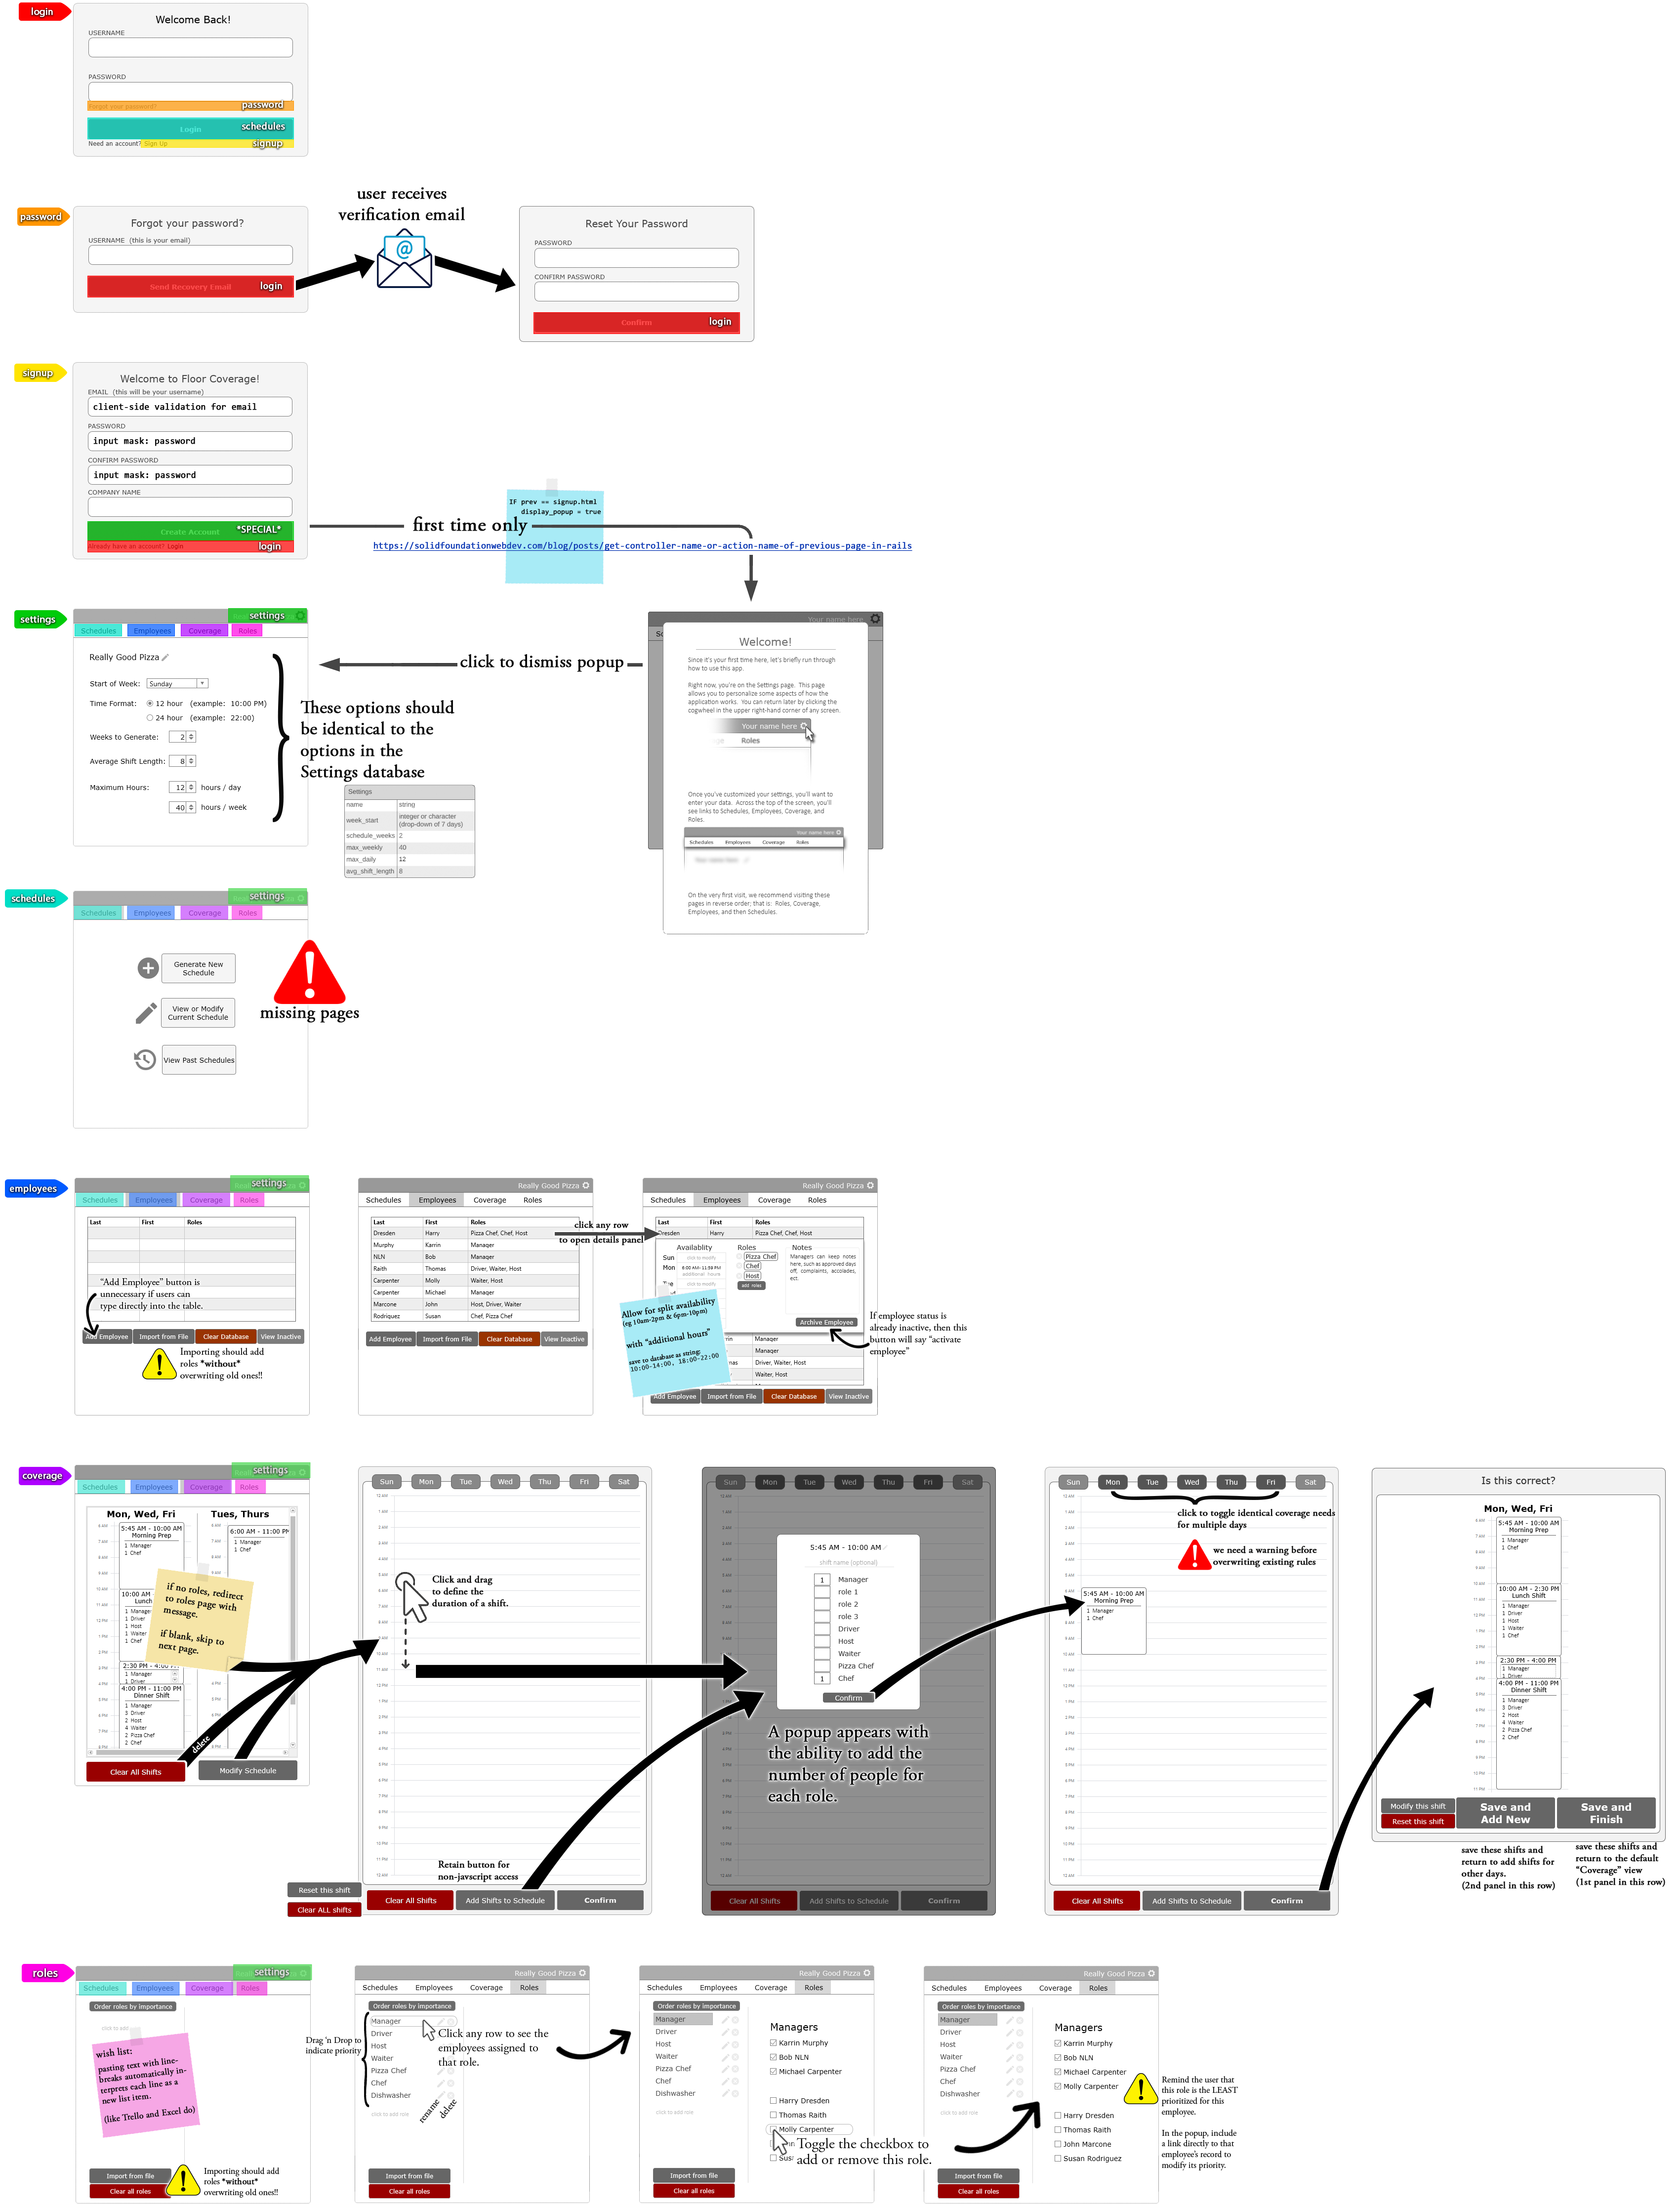 login
Welcome Back!
USERNAME
PASSWORD
Forgot your password?
password
Login
schedules
Need an account? Sign Up
signup
password
Forgot your password?
USERNAME (this is your email)
Send Recovery Email
login
user receives
verification email
@
Reset Your Password
PASSWORD
CONFIRM PASSWORD
Confirm
login
signup
Welcome to Floor Coverage!
EMAIL (this will be your username)
client-side validation for email
PASSWORD
input mask: password
CONFIRM PASSWORD
input mask: password
COMPANY NAME
Create Account
*SPECIAL*
Already have an account? Login
login
IF prev == signup.html
display_popup = true
first time only
https://solidfoundationwebdev.com/blog/posts/get-controller-name-or-action-name-of-previous-page-in-rails
settings
settings
Schedules Employees Coverage Roles
Really Good Pizza
Start of Week: Sunday
Time Format: 12 hour (example: 10:00 PM)
24 hour (example: 22:00)
Weeks to Generate: 2
Average Shift Length: 8
Maximum Hours: 12 hours / day
40 hours / week
These options should
be identical to the
options in the
Settings database
Settings
name string
week_start integer or character
(drop-down of 7 days)
schedule_weeks 2
max_weekly 40
max_daily 12
avg_shift_length 8
click to dismiss popup
Your name here
Sc
Welcome!
Since it's your first time here, let's briefly run through
how to use this app.
Right now, you're on the Settings page. This page
allows you to personalize some aspects of how the
application works. You can return later by clicking the
cogwheel in the upper right-hand corner of any screen.
Your name here
Roles
Once you've customized your settings, you'll want to
enter your data. Across the top of the screen, you'll
see links to Schedules, Employees, Coverage, and
Roles.
Your name here
Schedules Employees Coverage Roles
Your name here
On the very first visit, we recommend visiting these
pages in reverse order; that is: Roles, Coverage,
Employees, and then Schedules.
schedules
settings
Schedules Employees Coverage Roles
Generate New
Schedule
View or Modify
Current Schedule
View Past Schedules
missing pages
employees
settings
Schedules Employees Coverage Roles
Last First Roles
"Add Employee" button is
unnecessary if users can
type directly into the table.
Add Employee Import from File Clear Database View Inactive
Importing should add
roles *without*
overwriting old ones!!
Really Good Pizza
Schedules Employees Coverage Roles
Last First Roles
Dresden Harry Pizza Chef, Chef, Host
Murphy Karrin Manager
NLN Bob Manager
Raith Thomas Driver, Waiter, Host
Carpenter Molly Waiter, Host
Carpenter Michael Manager
Marcone John Host, Driver, Waiter
Rodriquez Susan Chef, Pizza Chef
Add Employee Import from File Clear Database View Inactive
click any row
to open details panel
Really Good Pizza
Schedules Employees Coverage Roles
Last First Roles
Dresden Harry Pizza Chef, Chef, Host
Availablity Roles Notes
Sun click to modify
Mon 6:00 AM- 11:59 PM
additional hours
Tue click to modify
Pizza Chef
Chef
Host
add roles
Managers can keep notes
here, such as approved days
off, complaints, accolades,
ect.
Archive Employee
Allow for split availability
(eg 10am-2pm & 6pm-10pm)
with "additional hours"
save to database as string:
10:00-14:00, 18:00-22:00
rrin Manager
Manager
nas Driver, Waiter, Host
Waiter, Host
Manager
Add Employee Import from File Clear Database View Inactive
If employee status is
already inactive, then this
button will say "activate
employee"
coverage
settings
Schedules Employees Coverage Roles
Mon, Wed, Fri Tues, Thurs
5:45 AM - 10:00 AM
Morning Prep
1 Manager
1 Chef
6:00 AM - 11:00 PM
1 Manager
1 Chef
10:00 AM
Lunch
1 Manager
1 Driver
1 Host
1 Waiter
1 Chef
if no roles, redirect
to roles page with
message.
if blank, skip to
next page.
2:30 PM - 4:00 PM
1 Manager
1 Driver
4:00 PM - 11:00 PM
Dinner Shift
1 Manager
3 Driver
2 Host
4 Waiter
2 Pizza Chef
2 Chef
delete
Clear All Shifts Modify Schedule
Sun Mon Tue Wed Thu Fri Sat
Click and drag
to define the
duration of a shift.
Retain button for
non-javscript access
Reset this shift
Clear ALL shifts
Clear All Shifts Add Shifts to Schedule Confirm
Sun Mon Tue Wed Thu Fri Sat
5:45 AM - 10:00 AM
shift name (optional)
1 Manager
role 1
role 2
role 3
Driver
Host
Waiter
Pizza Chef
1 Chef
Confirm
A popup appears with
the ability to add the
number of people for
each role.
Clear All Shifts Add Shifts to Schedule Confirm
Sun Mon Tue Wed Thu Fri Sat
click to toggle identical coverage needs
for multiple days
we need a warning before
overwriting existing rules
5:45 AM - 10:00 AM
Morning Prep
1 Manager
1 Chef
Clear All Shifts Add Shifts to Schedule Confirm
Is this correct?
Mon, Wed, Fri
5:45 AM - 10:00 AM
Morning Prep
1 Manager
1 Chef
10:00 AM - 2:30 PM
Lunch Shift
1 Manager
1 Driver
1 Host
1 Waiter
1 Chef
2:30 PM - 4:00 PM
1 Manager
1 Driver
4:00 PM - 11:00 PM
Dinner Shift
1 Manager
3 Driver
2 Host
4 Waiter
2 Pizza Chef
2 Chef
Modify this shift
Reset this shift
Save and
Add New
Save and
Finish
save these shifts and
return to add shifts for
other days.
(2nd panel in this row)
save these shifts and
return to the default
"Coverage" view
(1st panel in this row)
roles
settings
Schedules Employees Coverage Roles
Order roles by importance
click to add
wish list:
pasting text with line-
breaks automatically in-
terprets each line as a
new list item.
(like Trello and Excel do)
Import from file
Clear all roles
Importing should add
roles *without*
overwriting old ones!!
Really Good Pizza
Schedules Employees Coverage Roles
Order roles by importance
Drag 'n Drop to
indicate priority
Manager
Driver
Host
Waiter
Pizza Chef
Chef
Dishwasher
click to add role
rename
delete
Click any row to see the
employees assigned to
that role.
Import from file
Clear all roles
Really Good Pizza
Schedules Employees Coverage Roles
Order roles by importance
Manager
Driver
Host
Waiter
Pizza Chef
Chef
Dishwasher
click to add role
Managers
Karrin Murphy
Bob NLN
Michael Carpenter
Harry Dresden
Thomas Raith
Molly Carpenter
Toggle the checkbox to
add or remove this role.
Import from file
Clear all roles
Really Good Pizza
Schedules Employees Coverage Roles
Order roles by importance
Manager
Driver
Host
Waiter
Pizza Chef
Chef
Dishwasher
click to add role
Managers
Karrin Murphy
Bob NLN
Michael Carpenter
Molly Carpenter
Harry Dresden
Thomas Raith
John Marcone
Susan Rodriguez
Import from file
Clear all roles
Remind the user that
this role is the LEAST
prioritized for this
employee.
In the popup, include
a link directly to that
employee's record to
modify its priority.